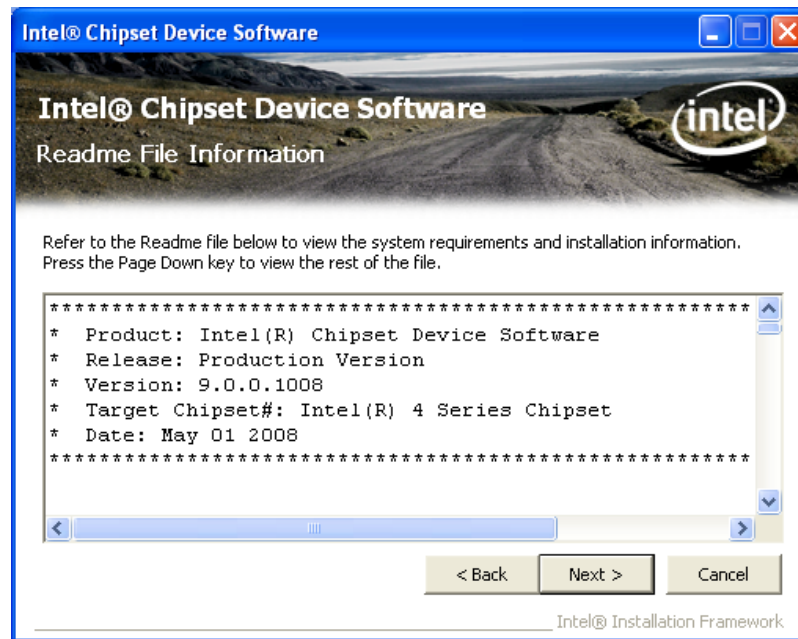 Intel® Chipset Device Software
Intel® Chipset Device Software
intel
Readme File Information
Refer to the Readme file below to view the system requirements and installation information.
Press the Page Down key to view the rest of the file.
********************************************************
* Product: Intel(R) Chipset Device Software
* Release: Production Version
* Version: 9.0.0.1008
* Target Chipset#: Intel(R) 4 Series Chipset
* Date: May 01 2008
********************************************************
< Back Next > Cancel
Intel® Installation Framework